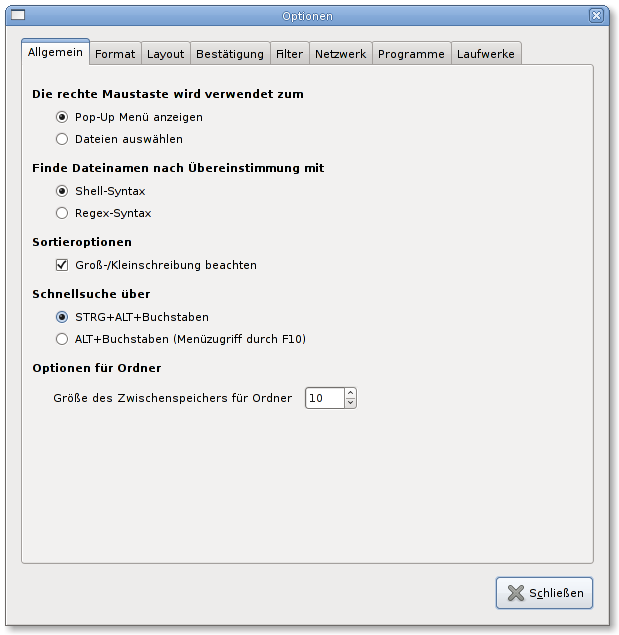 Optionen
Allgemein Format Layout Bestätigung Filter Netzwerk Programme Laufwerke
Die rechte Maustaste wird verwendet zum
Pop-Up Menü anzeigen
Dateien auswählen
Finde Dateinamen nach Übereinstimmung mit
Shell-Syntax
Regex-Syntax
Sortieroptionen
Groß-/Kleinschreibung beachten
Schnellsuche über
STRG+ALT+Buchstaben
ALT+Buchstaben (Menüzugriff durch F10)
Optionen für Ordner
Größe des Zwischenspeichers für Ordner 10
Schließen